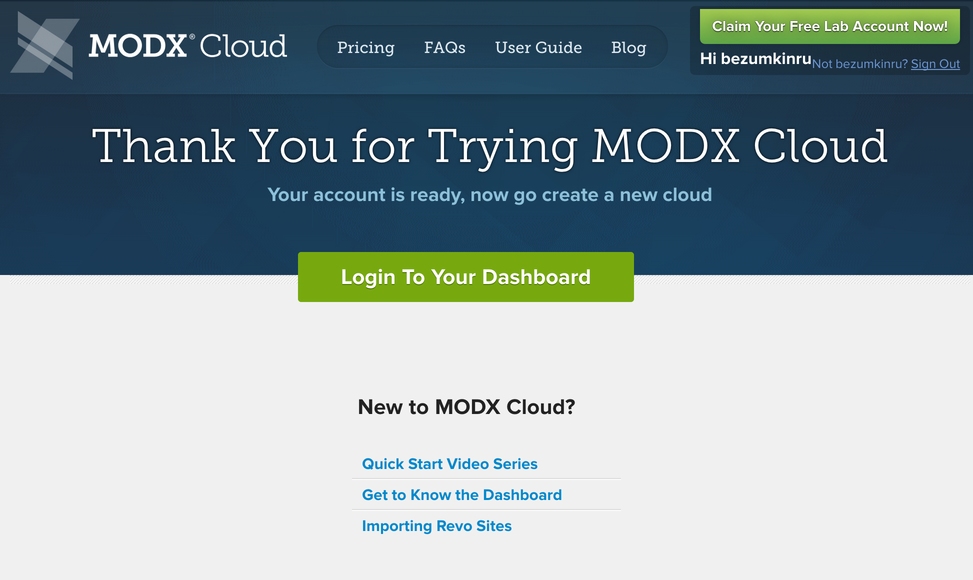 MODX® Cloud
Pricing
FAQs
User Guide
Blog
Claim Your Free Lab Account Now!
Hi bezumkinru
Not bezumkinru? Sign Out
Thank You for Trying MODX Cloud
Your account is ready, now go create a new cloud
Login To Your Dashboard
New to MODX Cloud?
Quick Start Video Series
Get to Know the Dashboard
Importing Revo Sites